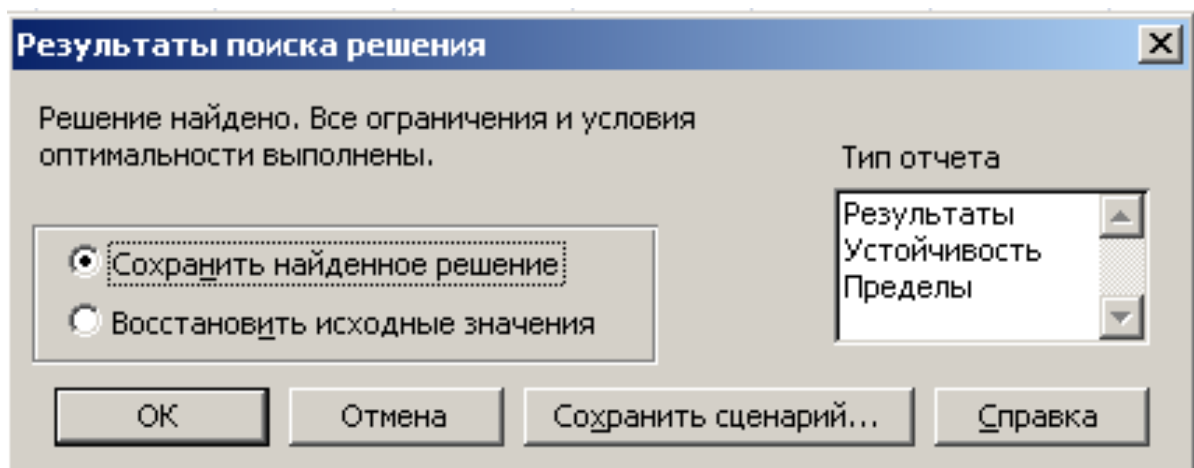 Результаты поиска решения
Решение найдено. Все ограничения и условия
оптимальности выполнены.
Тип отчета
Результаты
Устойчивость
Пределы
Сохранить найденное решение
Восстановить исходные значения
ОК
Отмена
Сохранить сценарий...
Справка